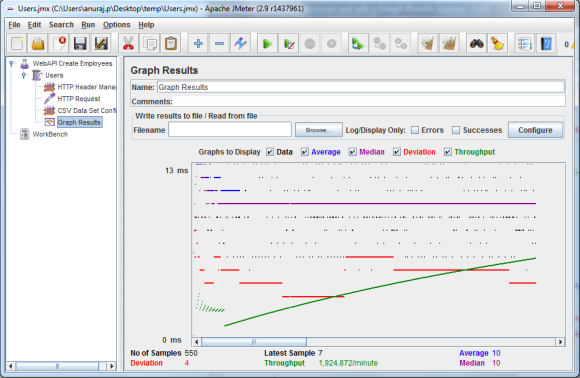 Users.jmx (C:\Users\anuraj.p\Desktop\temp\Users.jmx) - Apache JMeter (2.9 r1437961)
File Edit Search Run Options Help
0
WebAPI Create Employees
Users
HTTP Header Mana
HTTP Request
CSV Data Set Confi
Graph Results
WorkBench
Graph Results
Name: Graph Results
Comments:
Write results to file / Read from file
Filename Browse... Log/Display Only: Errors Successes Configure
Graphs to Display Data Average Median Deviation Throughput
13 ms
0 ms
No of Samples 550 Latest Sample 7 Average 10
Deviation 4 Throughput 1,924.872/minute Median 10